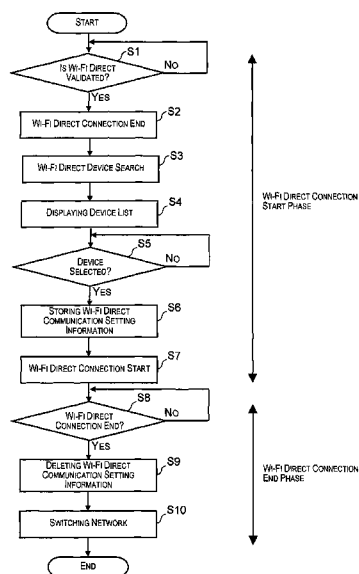 START
S1
IS WI-FI DIRECT
VALIDATED?
NO
YES
S2
WI-FI DIRECT CONNECTION END
S3
WI-FI DIRECT DEVICE SEARCH
S4
DISPLAYING DEVICE LIST
S5
DEVICE
SELECTED?
NO
YES
S6
STORING WI-FI DIRECT
COMMUNICATION SETTING
INFORMATION
S7
WI-FI DIRECT CONNECTION START
WI-FI DIRECT CONNECTION
START PHASE
S8
WI-FI DIRECT
CONNECTION END?
NO
YES
S9
DELETING WI-FI DIRECT
COMMUNICATION SETTING
INFORMATION
S10
SWITCHING NETWORK
END
WI-FI DIRECT CONNECTION
END PHASE